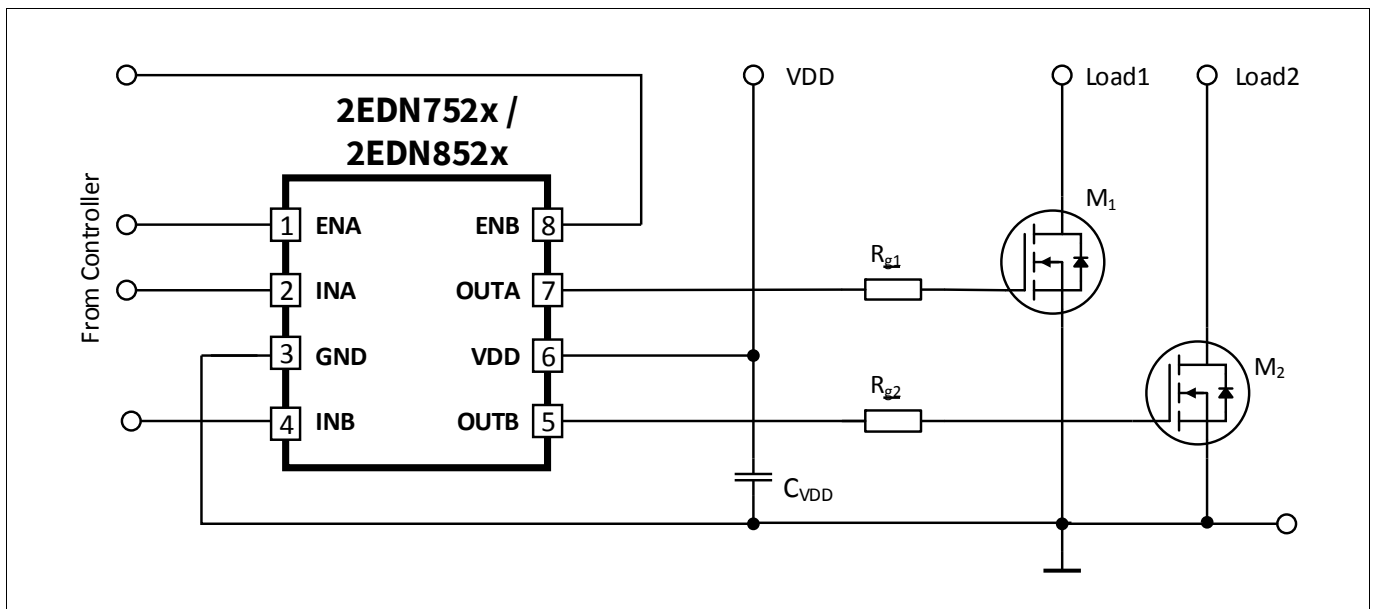 VDD
Load1
Load2
2EDN752x /
2EDN852x
From Controller
M1
1 ENA ENB 8
Rg1
2 INA OUTA 7
3 GND VDD 6
M2
Rg2
4 INB OUTB 5
CVDD